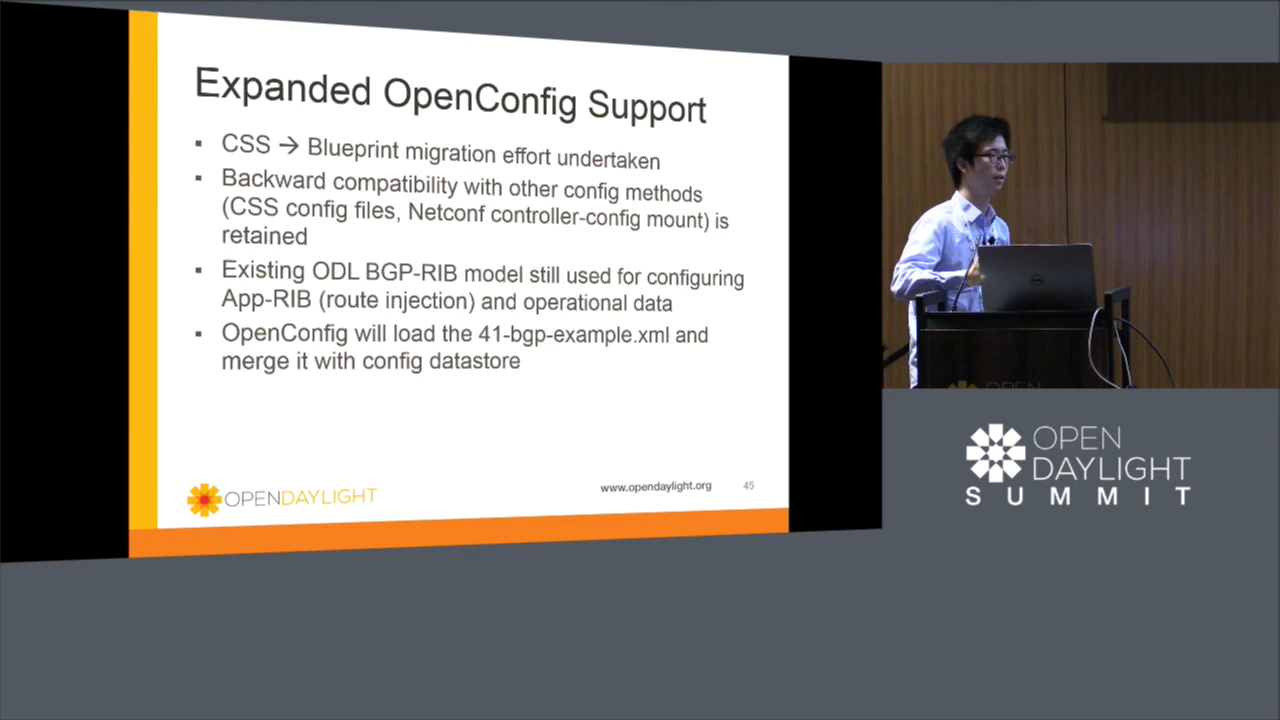 Expanded OpenConfig Support
▪ CSS → Blueprint migration effort undertaken
▪ Backward compatibility with other config methods
(CSS config files, Netconf controller-config mount) is
retained
▪ Existing ODL BGP-RIB model still used for configuring
App-RIB (route injection) and operational data
▪ OpenConfig will load the 41-bgp-example.xml and
merge it with config datastore
OPENDAYLIGHT
www.opendaylight.org 45
DELL
OPEN DAYL
OPEN
DAYLIGHT
SUMMIT